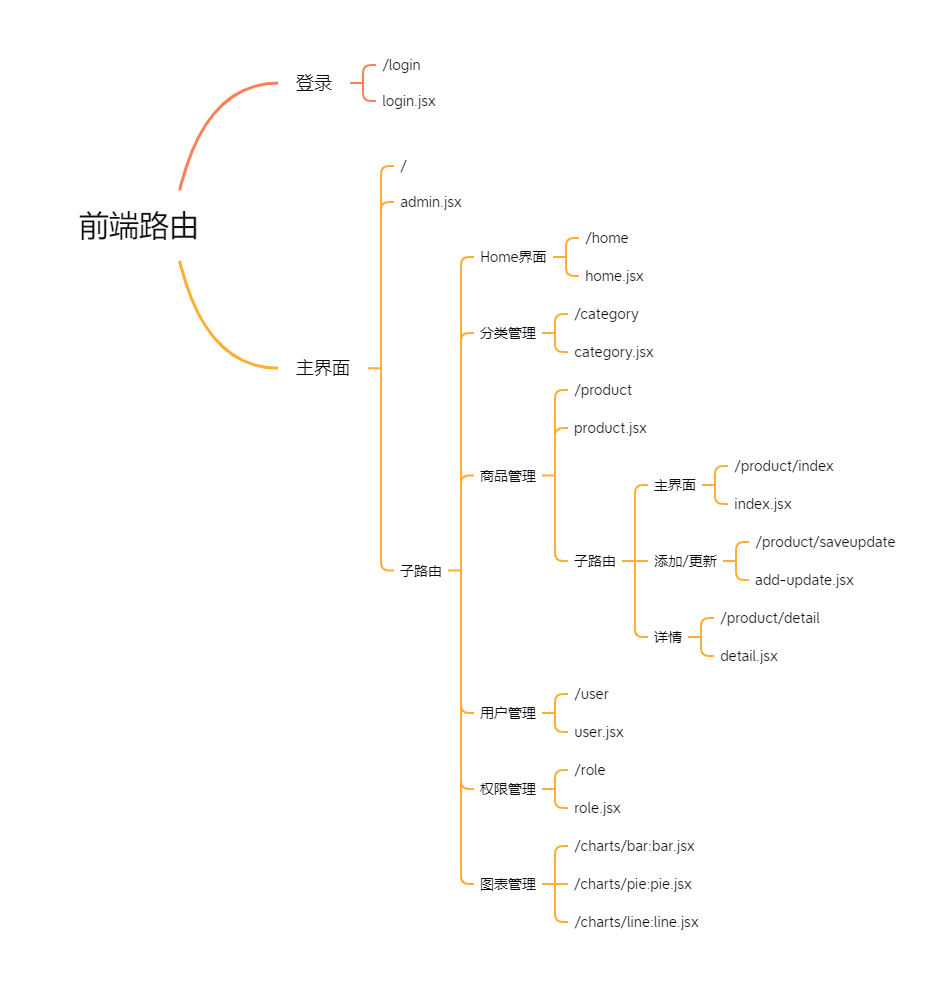 前端路由
登录
/login
login.jsx
主界面
/
admin.jsx
子路由
Home界面
/home
home.jsx
分类管理
/category
category.jsx
商品管理
/product
product.jsx
子路由
主界面
/product/index
index.jsx
添加/更新
/product/saveupdate
add-update.jsx
详情
/product/detail
detail.jsx
用户管理
/user
user.jsx
权限管理
/role
role.jsx
图表管理
/charts/bar:bar.jsx
/charts/pie:pie.jsx
/charts/line:line.jsx